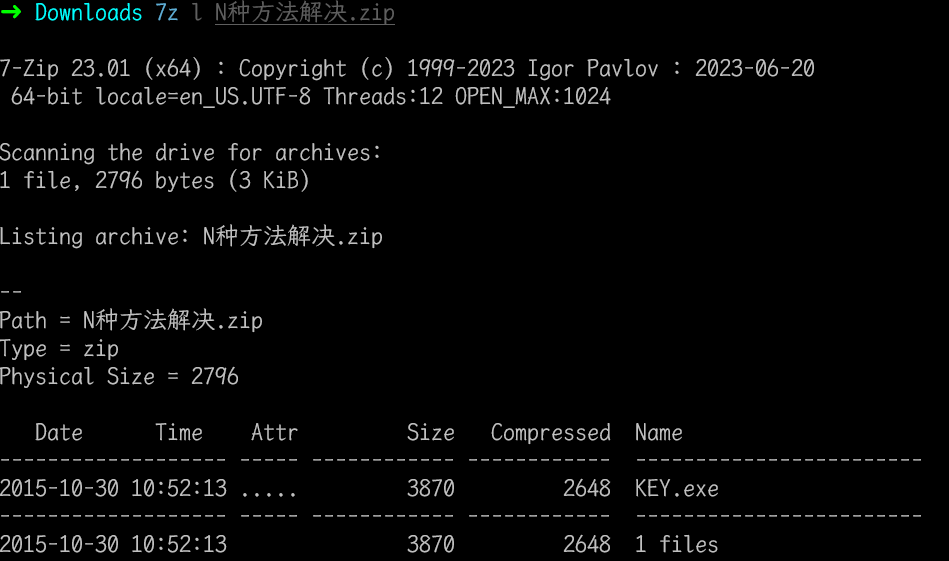 ➜ Downloads 7z l N种方法解决.zip
7-Zip 23.01 (x64) : Copyright (c) 1999-2023 Igor Pavlov : 2023-06-20
64-bit locale=en_US.UTF-8 Threads:12 OPEN_MAX:1024
Scanning the drive for archives:
1 file, 2796 bytes (3 KiB)
Listing archive: N种方法解决.zip
--
Path = N种方法解决.zip
Type = zip
Physical Size = 2796
Date Time Attr Size Compressed Name
------------------- ----- ------------ ------------ ------------------------
2015-10-30 10:52:13 ..... 3870 2648 KEY.exe
------------------- ----- ------------ ------------ ------------------------
2015-10-30 10:52:13 3870 2648 1 files